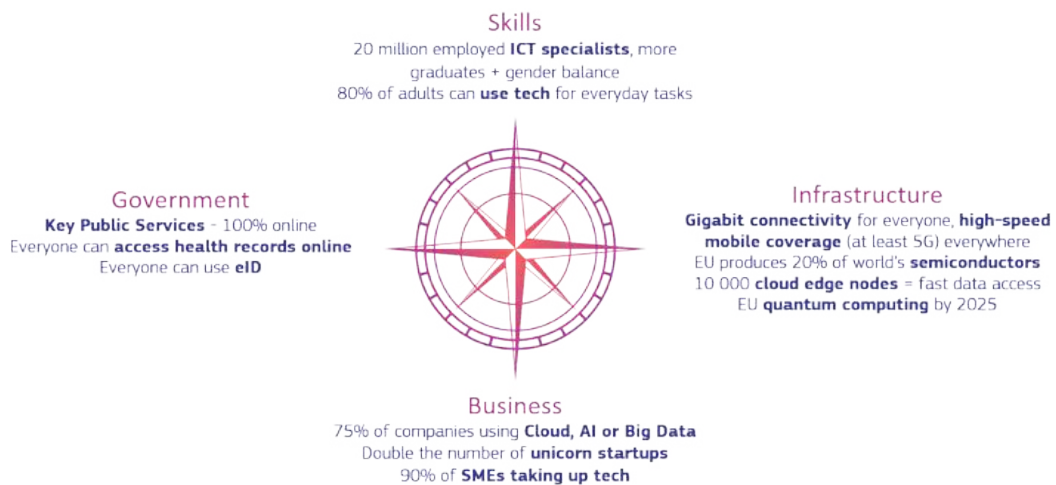 Skills
20 million employed ICT specialists, more
graduates + gender balance
80% of adults can use tech for everyday tasks
Government
Key Public Services - 100% online
Everyone can access health records online
Everyone can use eID
Infrastructure
Gigabit connectivity for everyone, high-speed
mobile coverage (at least 5G) everywhere
EU produces 20% of world's semiconductors
10 000 cloud edge nodes = fast data access
EU quantum computing by 2025
Business
75% of companies using Cloud, AI or Big Data
Double the number of unicorn startups
90% of SMEs taking up tech